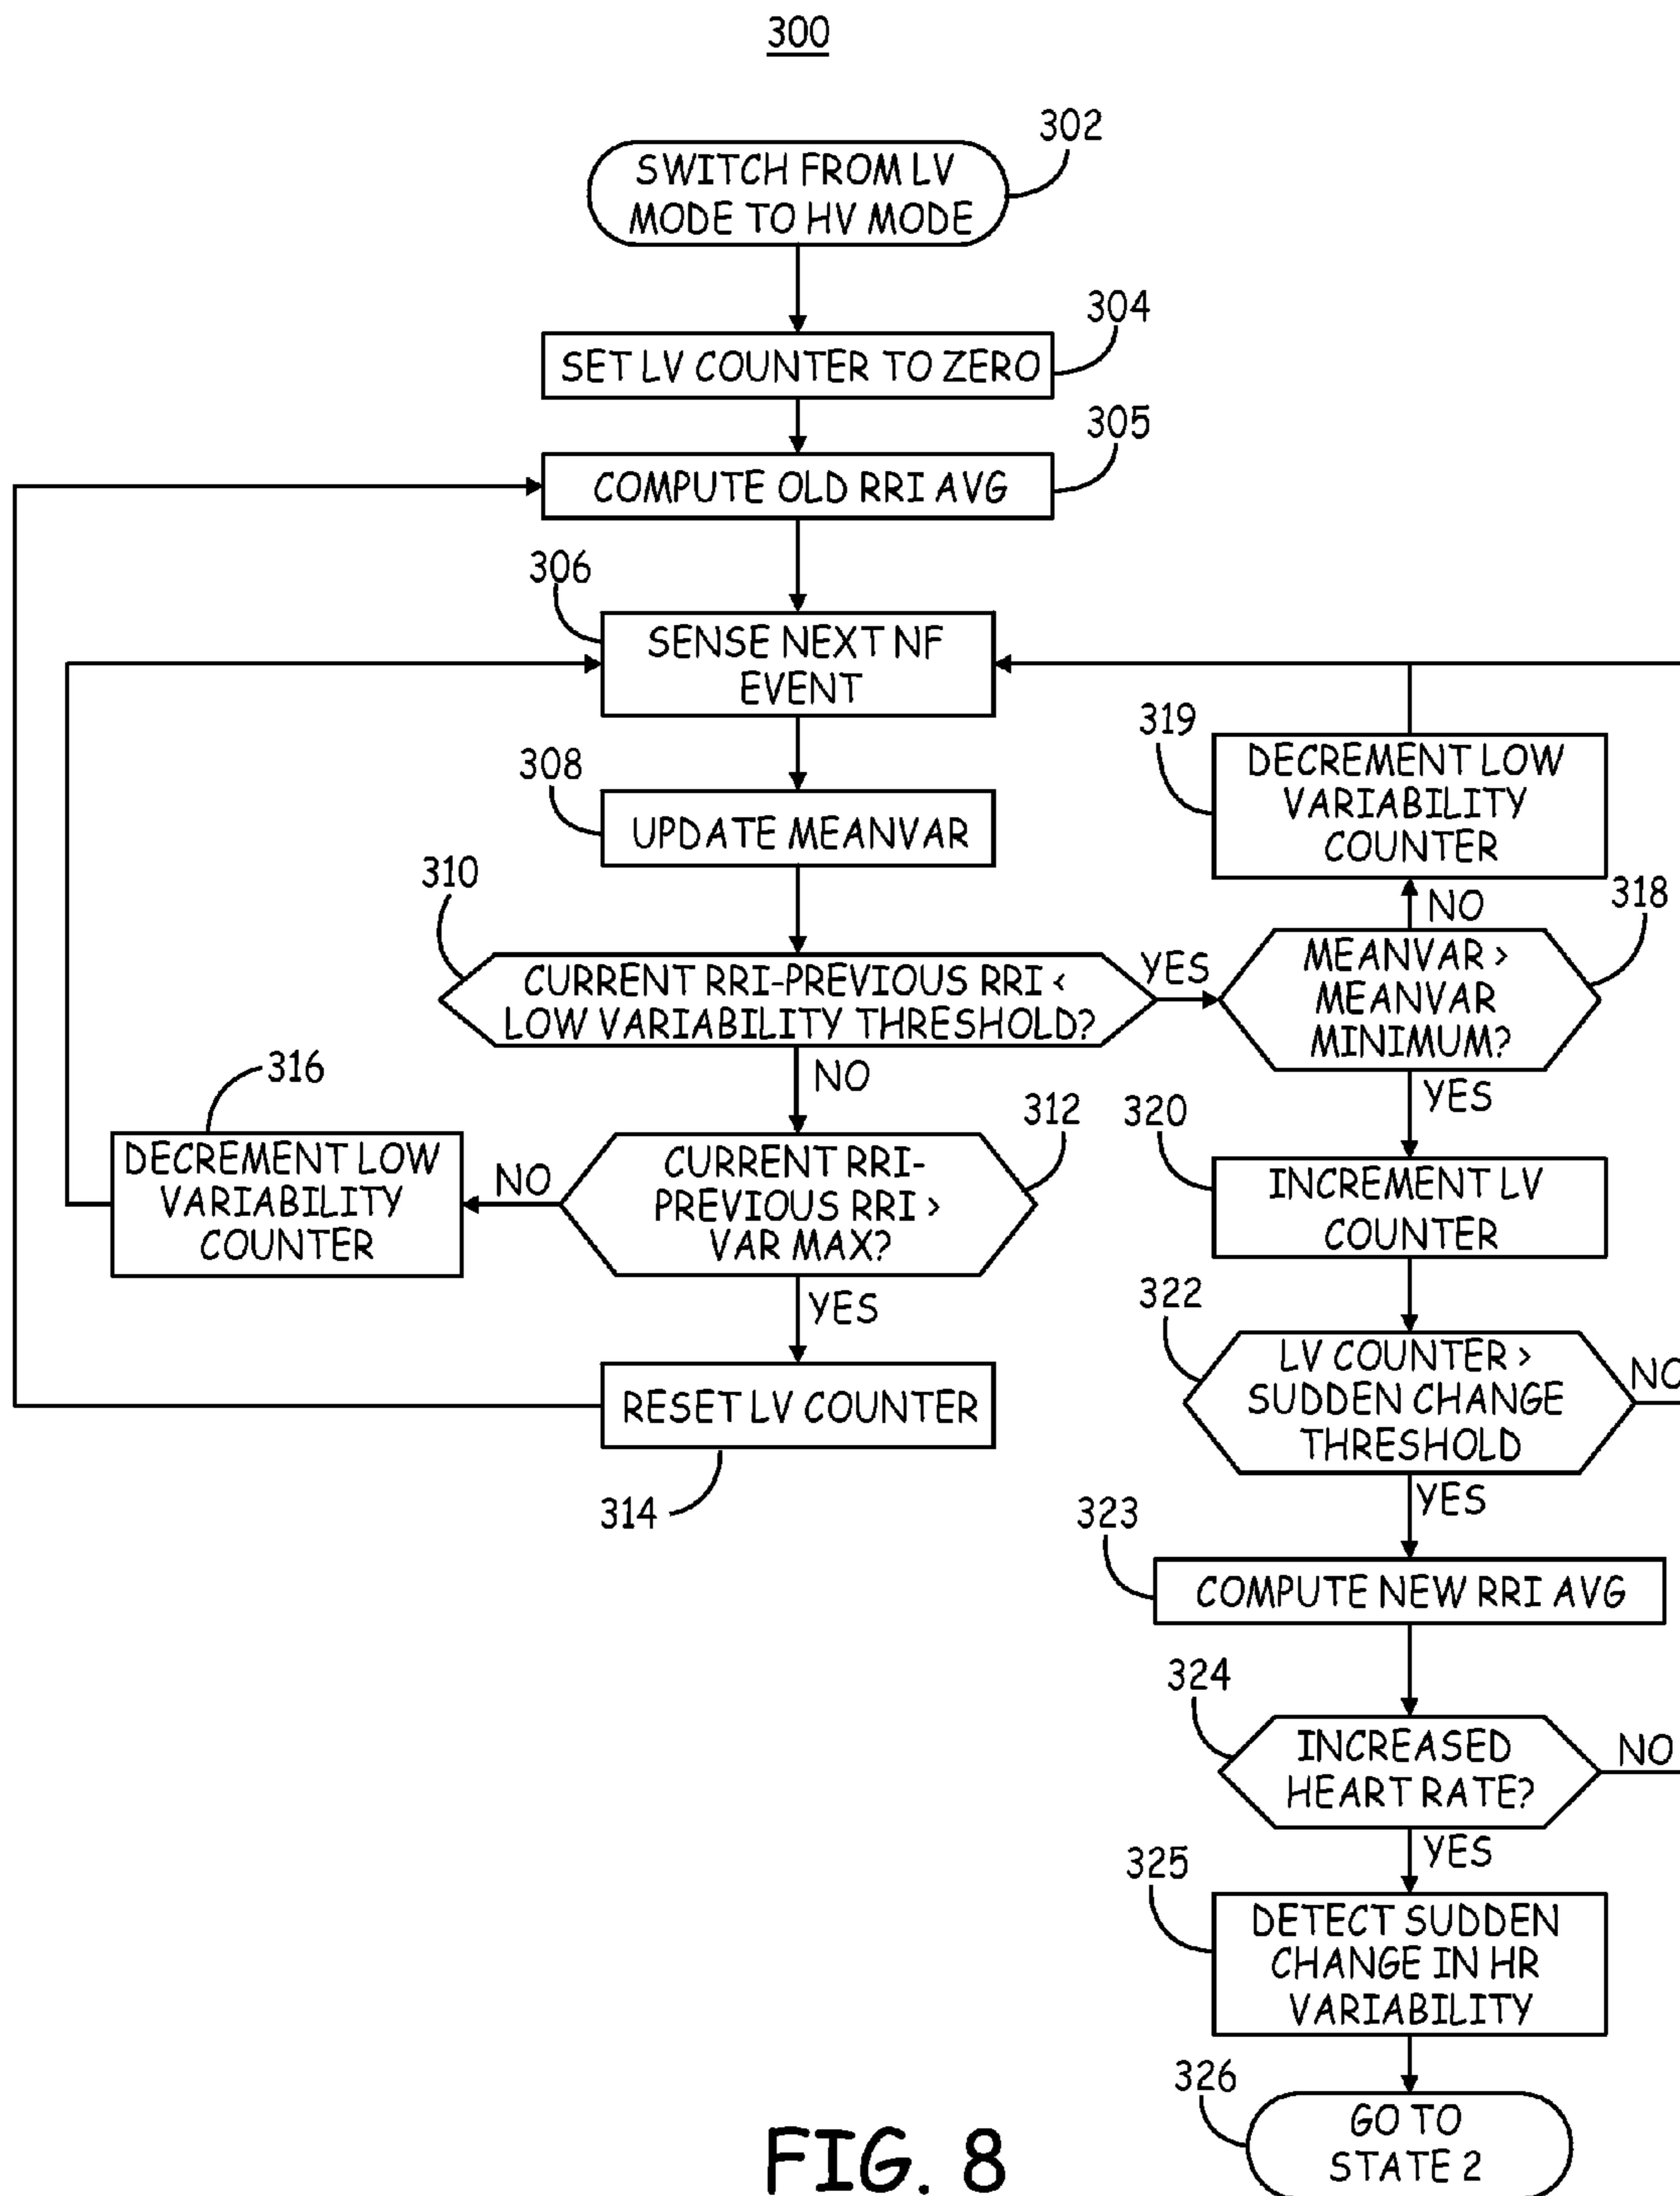 300
302
SWITCH FROM LV
MODE TO HV MODE
304
SET LV COUNTER TO ZERO
305
COMPUTE OLD RRI AVG
306
SENSE NEXT NF
EVENT
308
UPDATE MEANVAR
310
CURRENT RRI-PREVIOUS RRI <
LOW VARIABILITY THRESHOLD?
YES
NO
319
DECREMENT LOW
VARIABILITY
COUNTER
NO
318
MEANVAR >
MEANVAR
MINIMUM?
YES
316
DECREMENT LOW
VARIABILITY
COUNTER
NO
312
CURRENT RRI-
PREVIOUS RRI >
VAR MAX?
YES
RESET LV COUNTER
314
320
INCREMENT LV
COUNTER
322
LV COUNTER >
SUDDEN CHANGE
THRESHOLD
NO
YES
323
COMPUTE NEW RRI AVG
324
INCREASED
HEART RATE?
NO
YES
325
DETECT SUDDEN
CHANGE IN HR
VARIABILITY
326
GO TO
STATE 2
FIG. 8